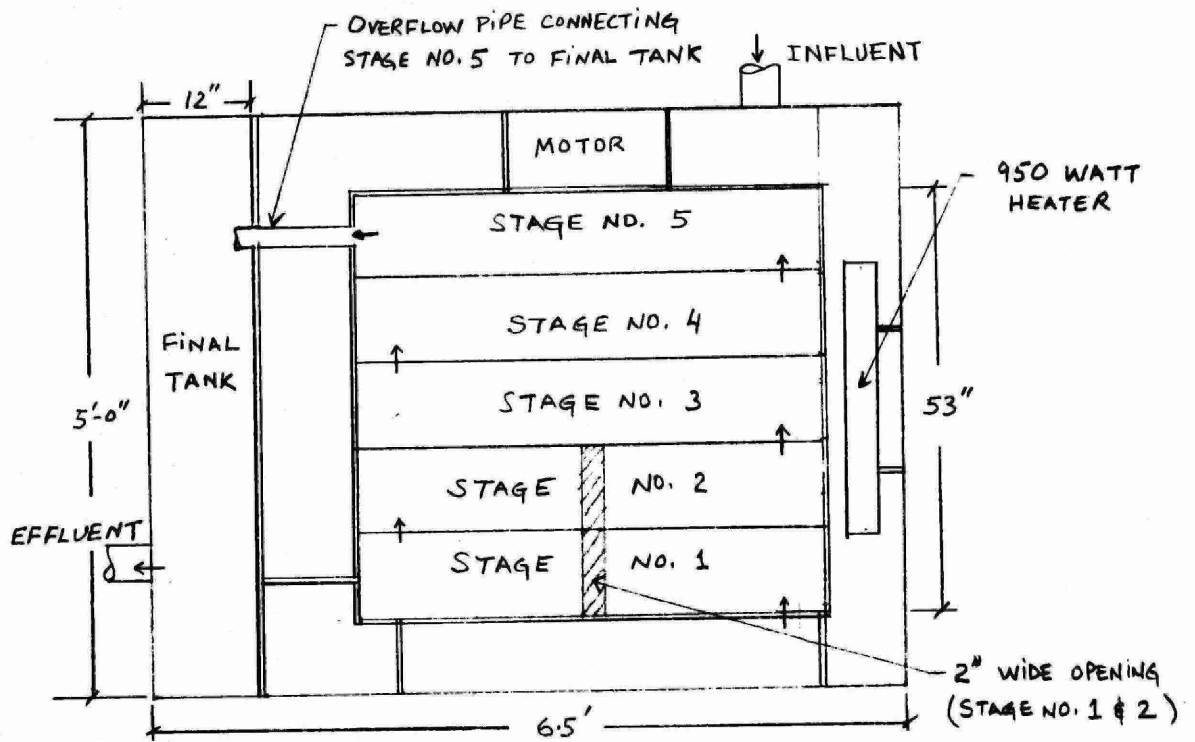 OVERFLOW PIPE CONNECTING
STAGE NO. 5 TO FINAL TANK
INFLUENT
12"
MOTOR
950 WATT
HEATER
STAGE NO. 5
STAGE NO. 4
FINAL
TANK
5'-0"
STAGE NO. 3
53"
STAGE NO. 2
EFFLUENT
STAGE NO. 1
2" WIDE OPENING
(STAGE NO. 1 & 2)
6.5'